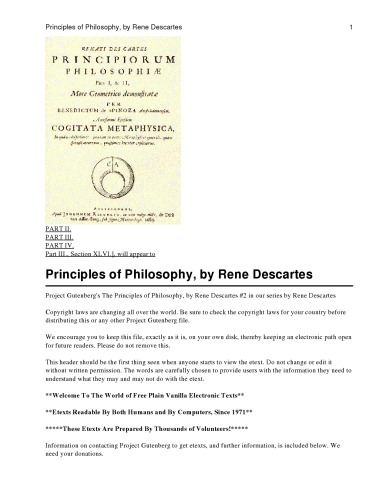 Principles of Philosophy, by Rene Descartes 1
RENATI DES CARTES
PRINCIPIORUM
PHILOSOPHIÆ
PARS I, & II,
More Geometrico demonstratæ
PER
BENEDICTUM de SPINOZA Amstelodamensem.
Accesserunt Ejusdem
COGITATA METAPHYSICA,
PART II.
PART III.
PART IV.
Part III., Section XLVI.], will appear to
Principles of Philosophy, by Rene Descartes
Project Gutenberg's The Principles of Philosophy, by Rene Descartes #2 in our series by Rene Descartes
Copyright laws are changing all over the world. Be sure to check the copyright laws for your country before
distributing this or any other Project Gutenberg file.
We encourage you to keep this file, exactly as it is, on your own disk, thereby keeping an electronic path open
for future readers. Please do not remove this.
This header should be the first thing seen when anyone starts to view the etext. Do not change or edit it
without written permission. The words are carefully chosen to provide users with the information they need to
understand what they may and may not do with the etext.
**Welcome To The World of Free Plain Vanilla Electronic Texts**
**Etexts Readable By Both Humans and By Computers, Since 1971**
*****These Etexts Are Prepared By Thousands of Volunteers!*****
Information on contacting Project Gutenberg to get etexts, and further information, is included below. We
need your donations.